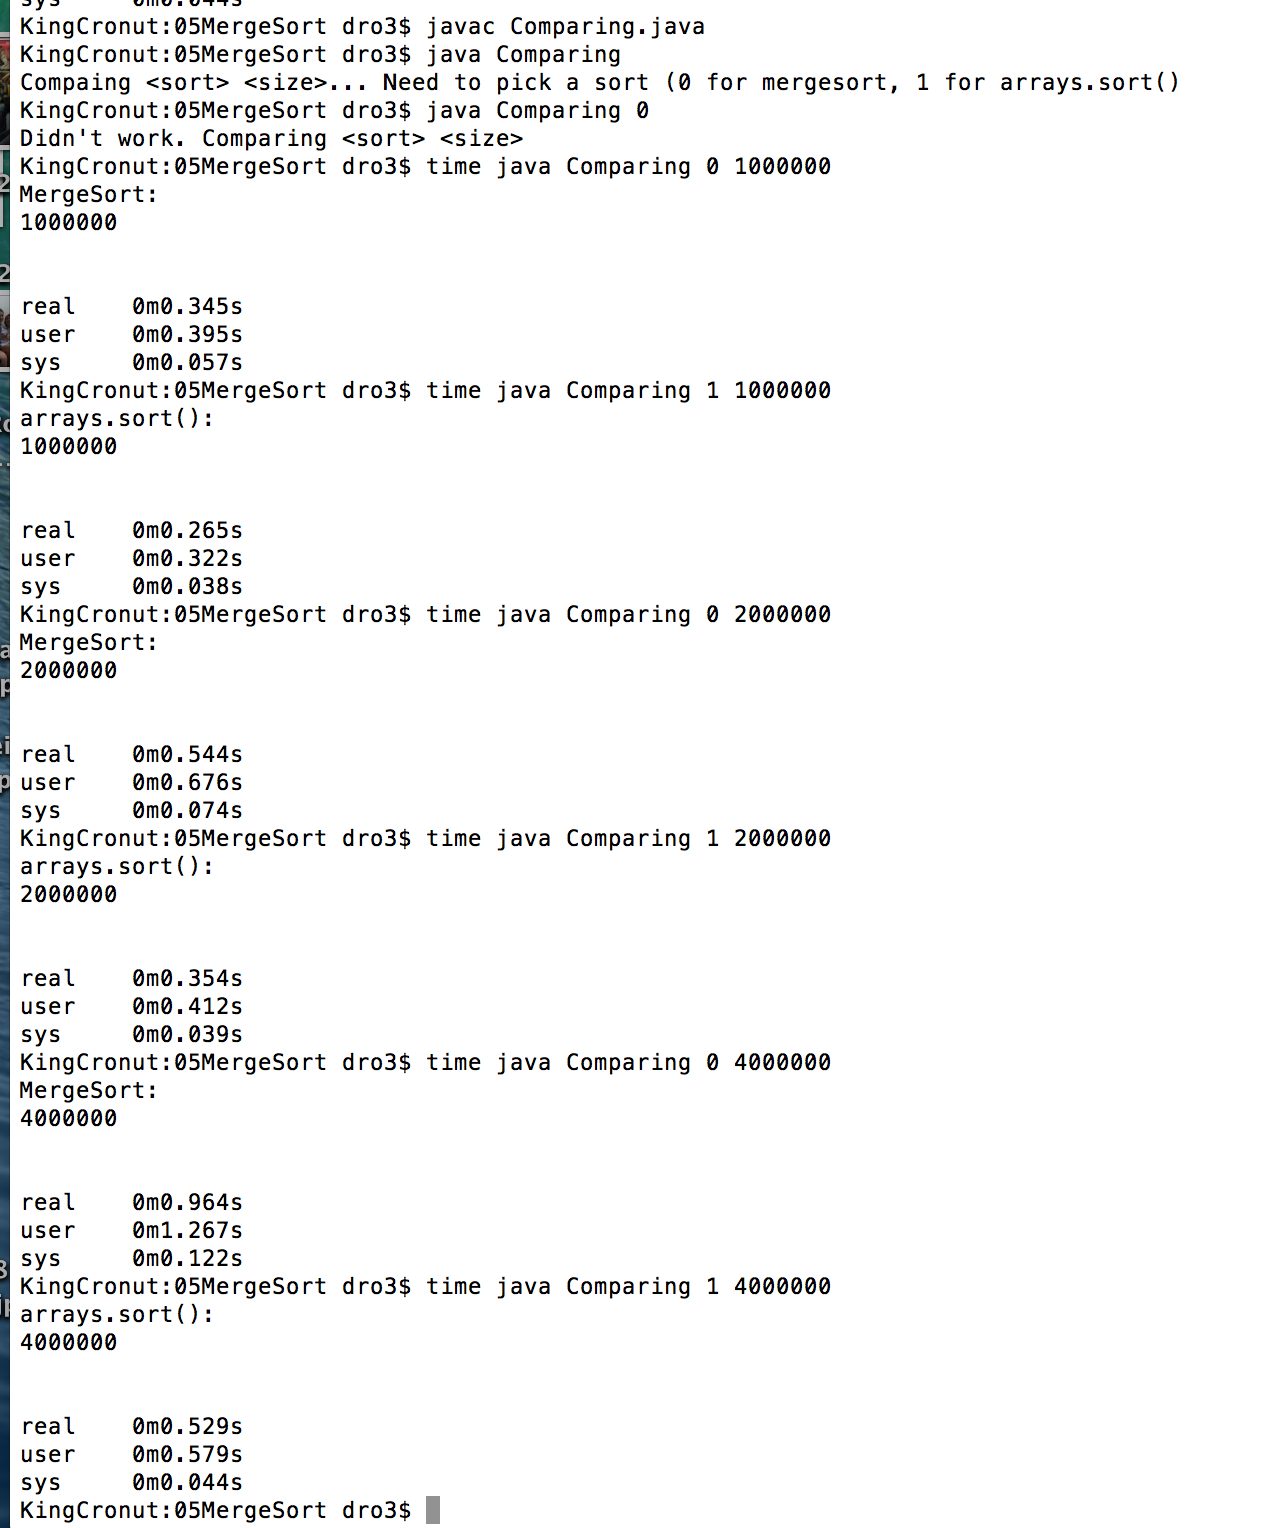 sys     0m0.044s
KingCronut:05MergeSort dro3$ javac Comparing.java
KingCronut:05MergeSort dro3$ java Comparing
Compaing <sort> <size>... Need to pick a sort (0 for mergesort, 1 for arrays.sort()
KingCronut:05MergeSort dro3$ java Comparing 0
Didn't work. Comparing <sort> <size>
KingCronut:05MergeSort dro3$ time java Comparing 0 1000000
MergeSort:
1000000
real    0m0.345s
user    0m0.395s
sys     0m0.057s
KingCronut:05MergeSort dro3$ time java Comparing 1 1000000
arrays.sort():
1000000
real    0m0.265s
user    0m0.322s
sys     0m0.038s
KingCronut:05MergeSort dro3$ time java Comparing 0 2000000
MergeSort:
2000000
real    0m0.544s
user    0m0.676s
sys     0m0.074s
KingCronut:05MergeSort dro3$ time java Comparing 1 2000000
arrays.sort():
2000000
real    0m0.354s
user    0m0.412s
sys     0m0.039s
KingCronut:05MergeSort dro3$ time java Comparing 0 4000000
MergeSort:
4000000
real    0m0.964s
user    0m1.267s
sys     0m0.122s
KingCronut:05MergeSort dro3$ time java Comparing 1 4000000
arrays.sort():
4000000
real    0m0.529s
user    0m0.579s
sys     0m0.044s
KingCronut:05MergeSort dro3$